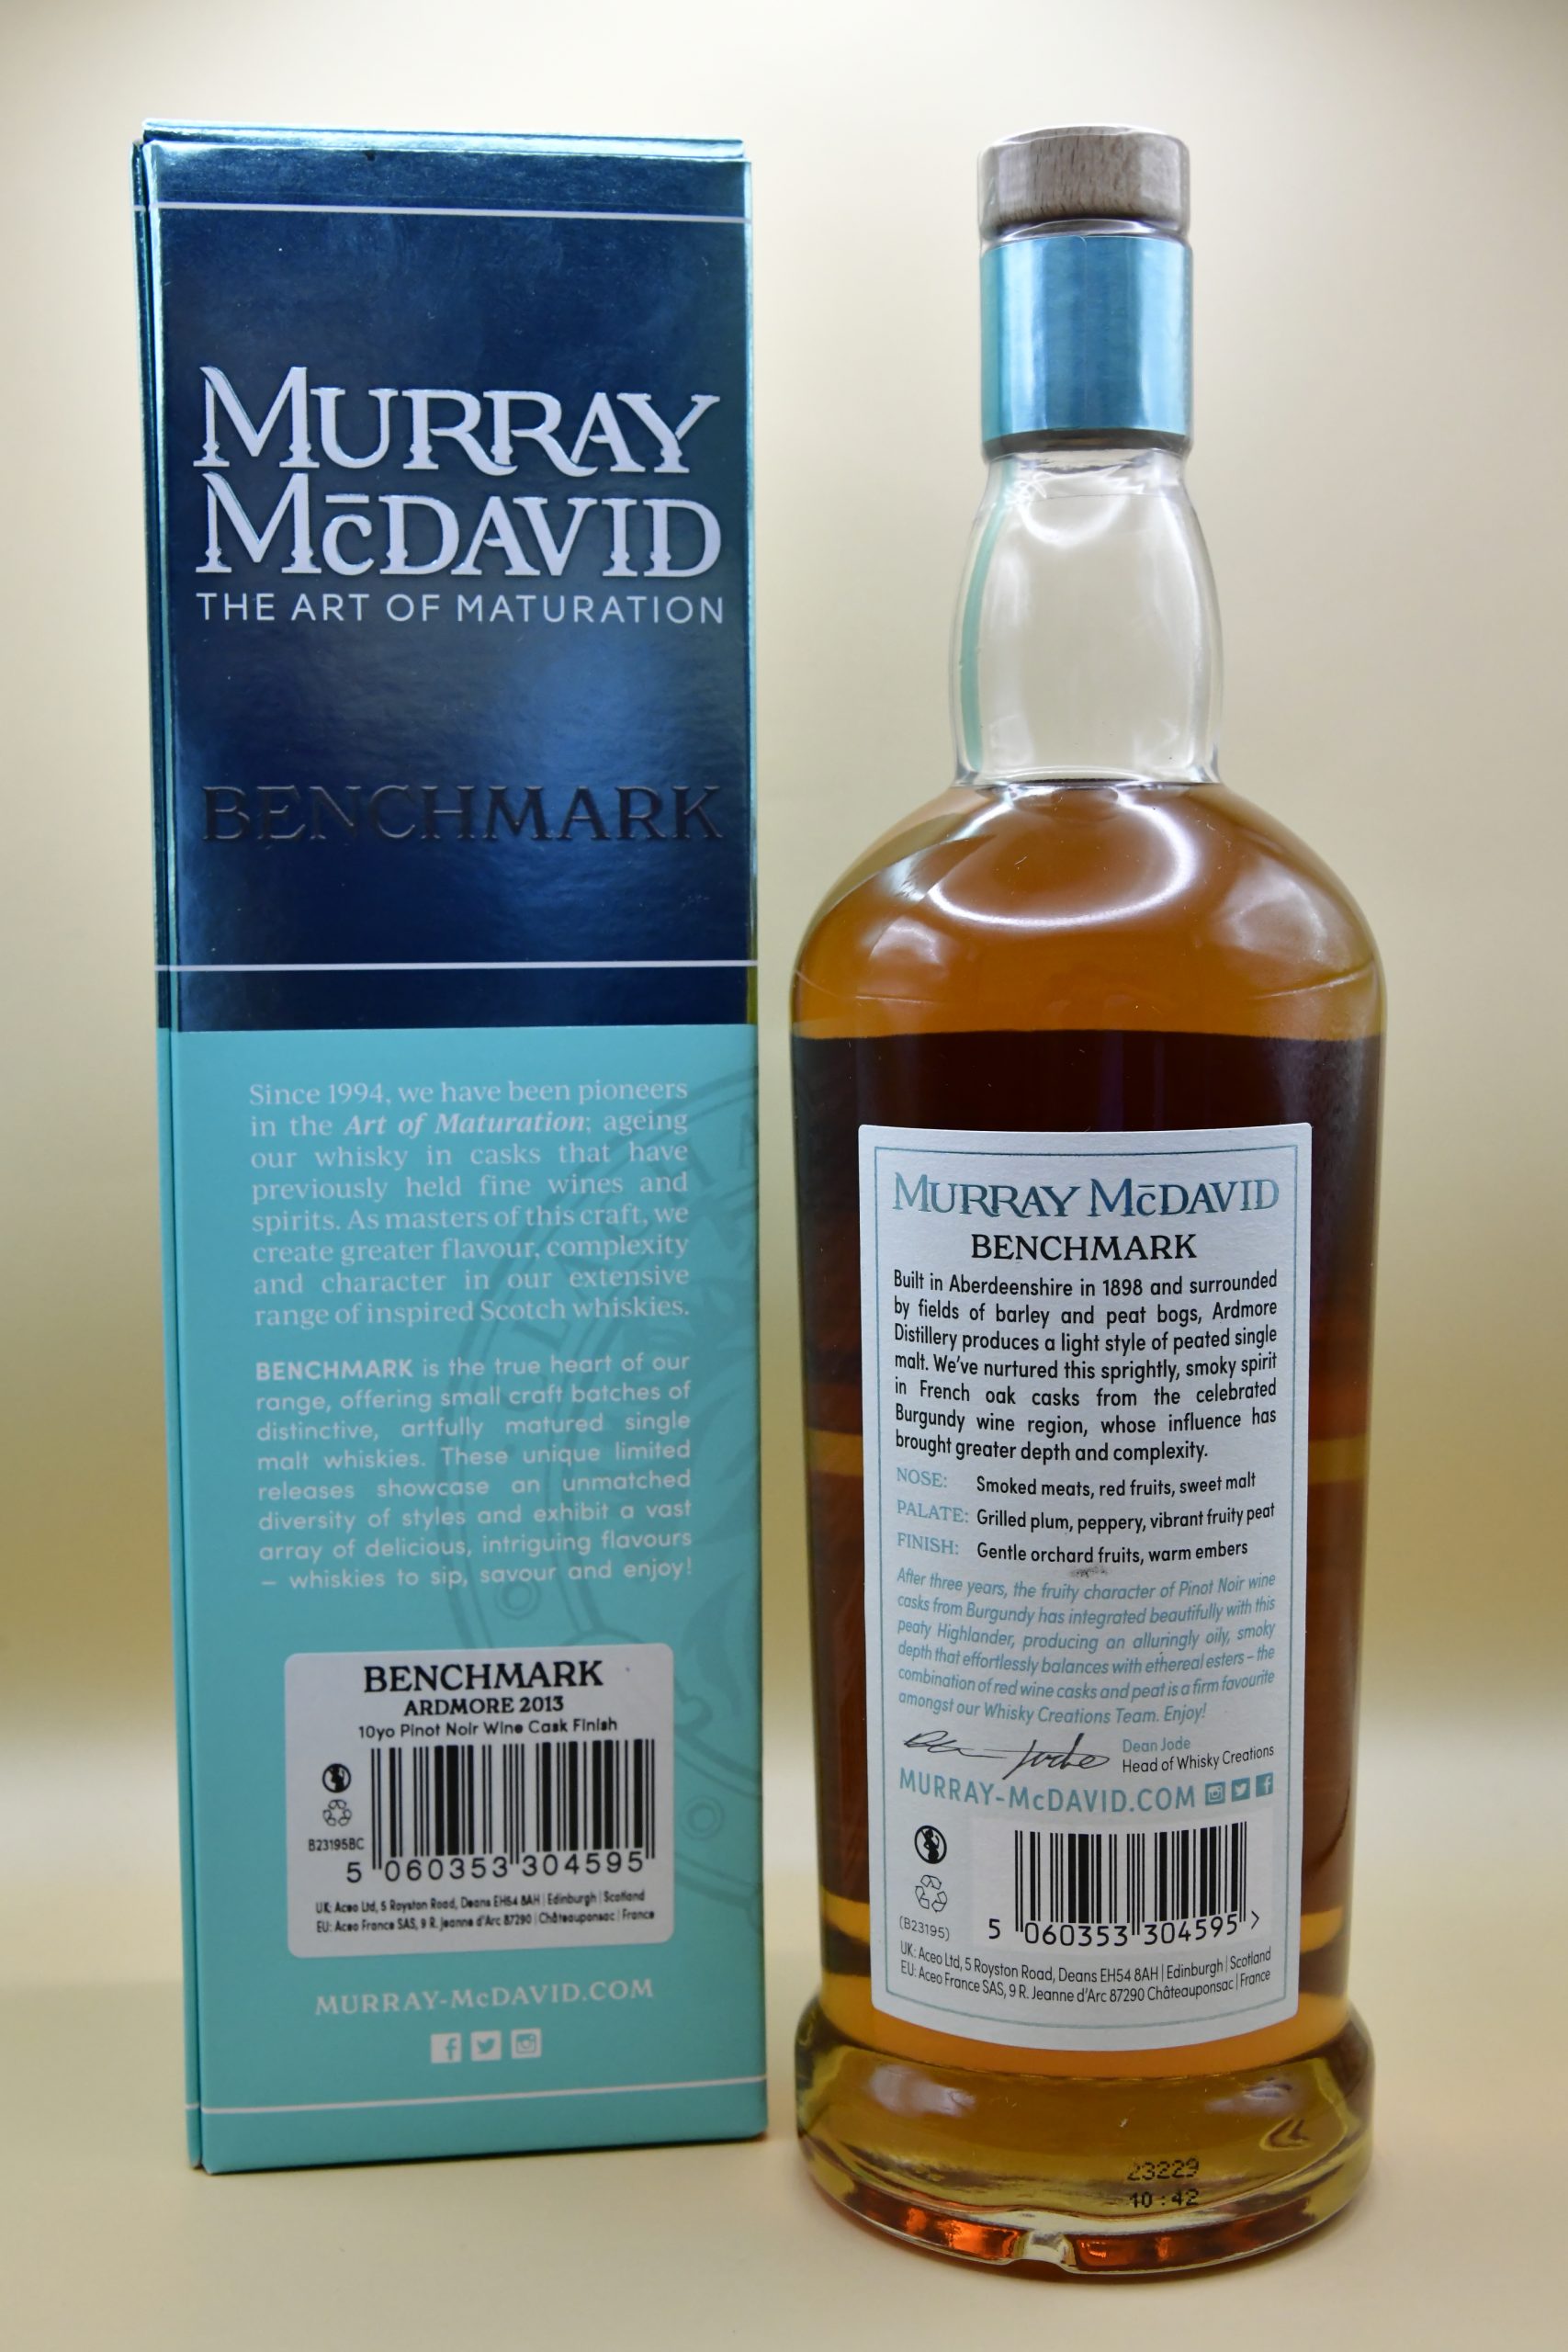 MURRAY
McDAVID
THE ART OF MATURATION
BENCHMARK
Since 1994, we have been pioneers
in the Art of Maturation; ageing
our whisky in casks that have
previously held fine wines and
spirits. As masters of this craft, we
create greater flavour, complexity
and character in our extensive
range of inspired Scotch whiskies.
BENCHMARK is the true heart of our
range, offering small craft batches of
distinctive, artfully matured single
malt whiskies. These unique limited
releases showcase an unmatched
diversity of styles and exhibit a vast
array of delicious, intriguing flavours
– whiskies to sip, savour and enjoy!
BENCHMARK
ARDMORE 2013
10yo Pinot Noir Wine Cask Finish
B23195BC
5 060353 304595
UK: Aceo Ltd, 5 Royston Road, Deans EH54 8AH | Edinburgh | Scotland
EU: Aceo France SAS, 9 R. Jeanne d'Arc 87290 | Châteauponsac | France
MURRAY-McDAVID.COM
MURRAY McDAVID
BENCHMARK
Built in Aberdeenshire in 1898 and surrounded
by fields of barley and peat bogs, Ardmore
Distillery produces a light style of peated single
malt. We've nurtured this sprightly, smoky spirit
in French oak casks from the celebrated
Burgundy wine region, whose influence has
brought greater depth and complexity.
NOSE: Smoked meats, red fruits, sweet malt
PALATE: Grilled plum, peppery, vibrant fruity peat
FINISH: Gentle orchard fruits, warm embers
After three years, the fruity character of Pinot Noir wine
casks from Burgundy has integrated beautifully with this
peaty Highlander, producing an alluringly oily, smoky
depth that effortlessly balances with ethereal esters – the
combination of red wine casks and peat is a firm favourite
amongst our Whisky Creations Team. Enjoy!
Dean Jode
Head of Whisky Creations
MURRAY-McDAVID.COM
(B23195)
5 060353 304595 >
UK: Aceo Ltd, 5 Royston Road, Deans EH54 8AH | Edinburgh | Scotland
EU: Aceo France SAS, 9 R. Jeanne d'Arc 87290 Châteauponsac | France
23229
10:42